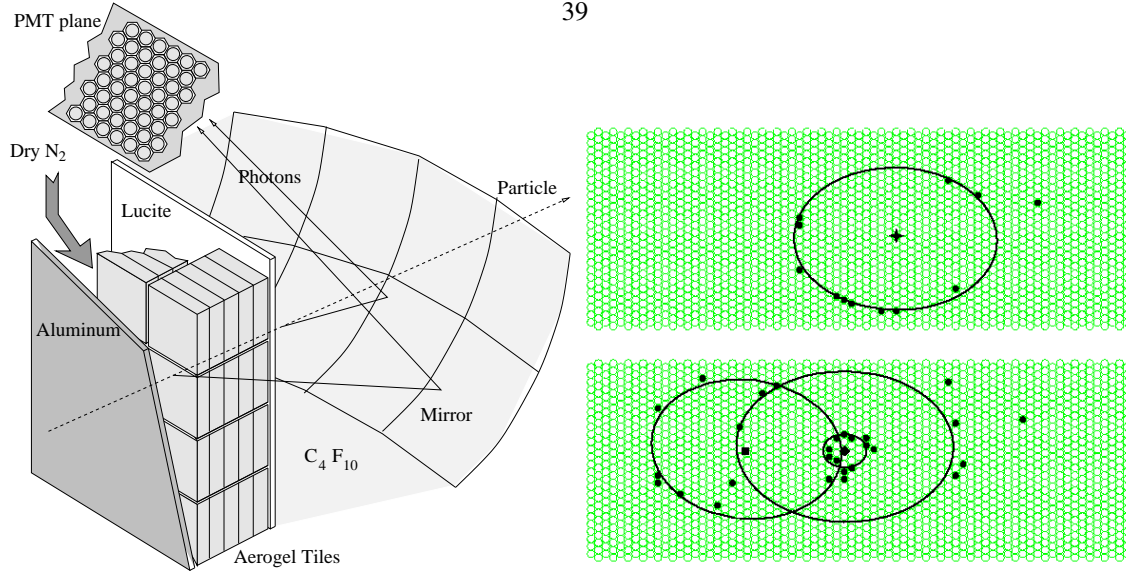 39
PMT plane
Dry N2
Photons
Particle
Lucite
Aluminum
Mirror
C4 F10
Aerogel Tiles